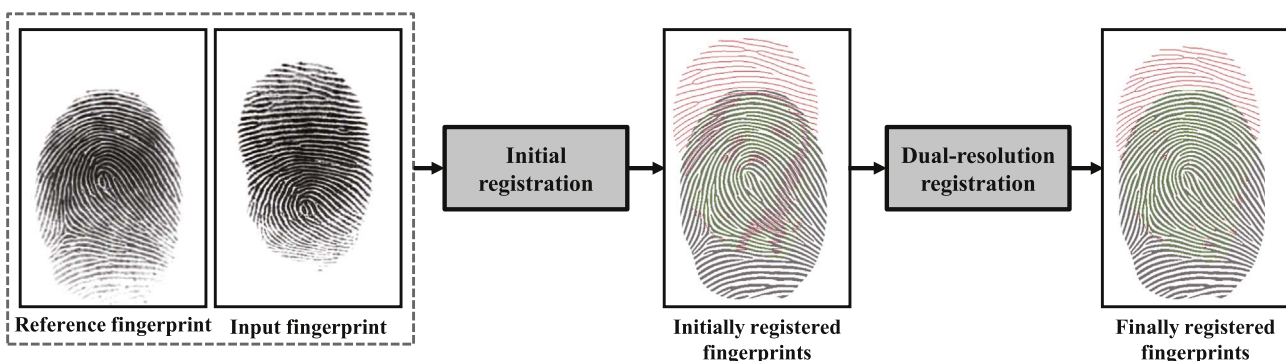 Reference fingerprint
Input fingerprint
Initial
registration
Initially registered
fingerprints
Dual-resolution
registration
Finally registered
fingerprints